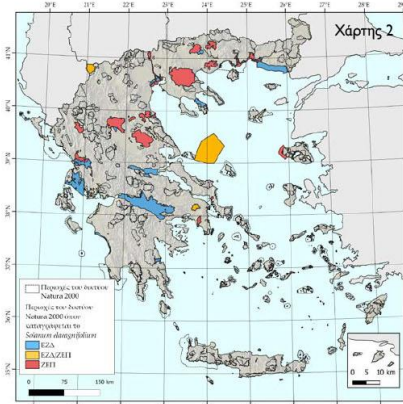 20°E 21°E 22°E 23°E 24°E 25°E 26°E 27°E 28°E 29°E
Χάρτης 2
41°N
40°N
39°N
38°N
37°N
36°N
35°N
Περιοχές του δικτύου
Natura 2000
Περιοχές του δικτύου
Natura 2000 όπου
καταγράφεται το
Solanum elaeagnifolium
ΕΖΔ
ΕΖΔ/ΖΕΠ
ΖΕΠ
0 75 150 km
0 5 10 km